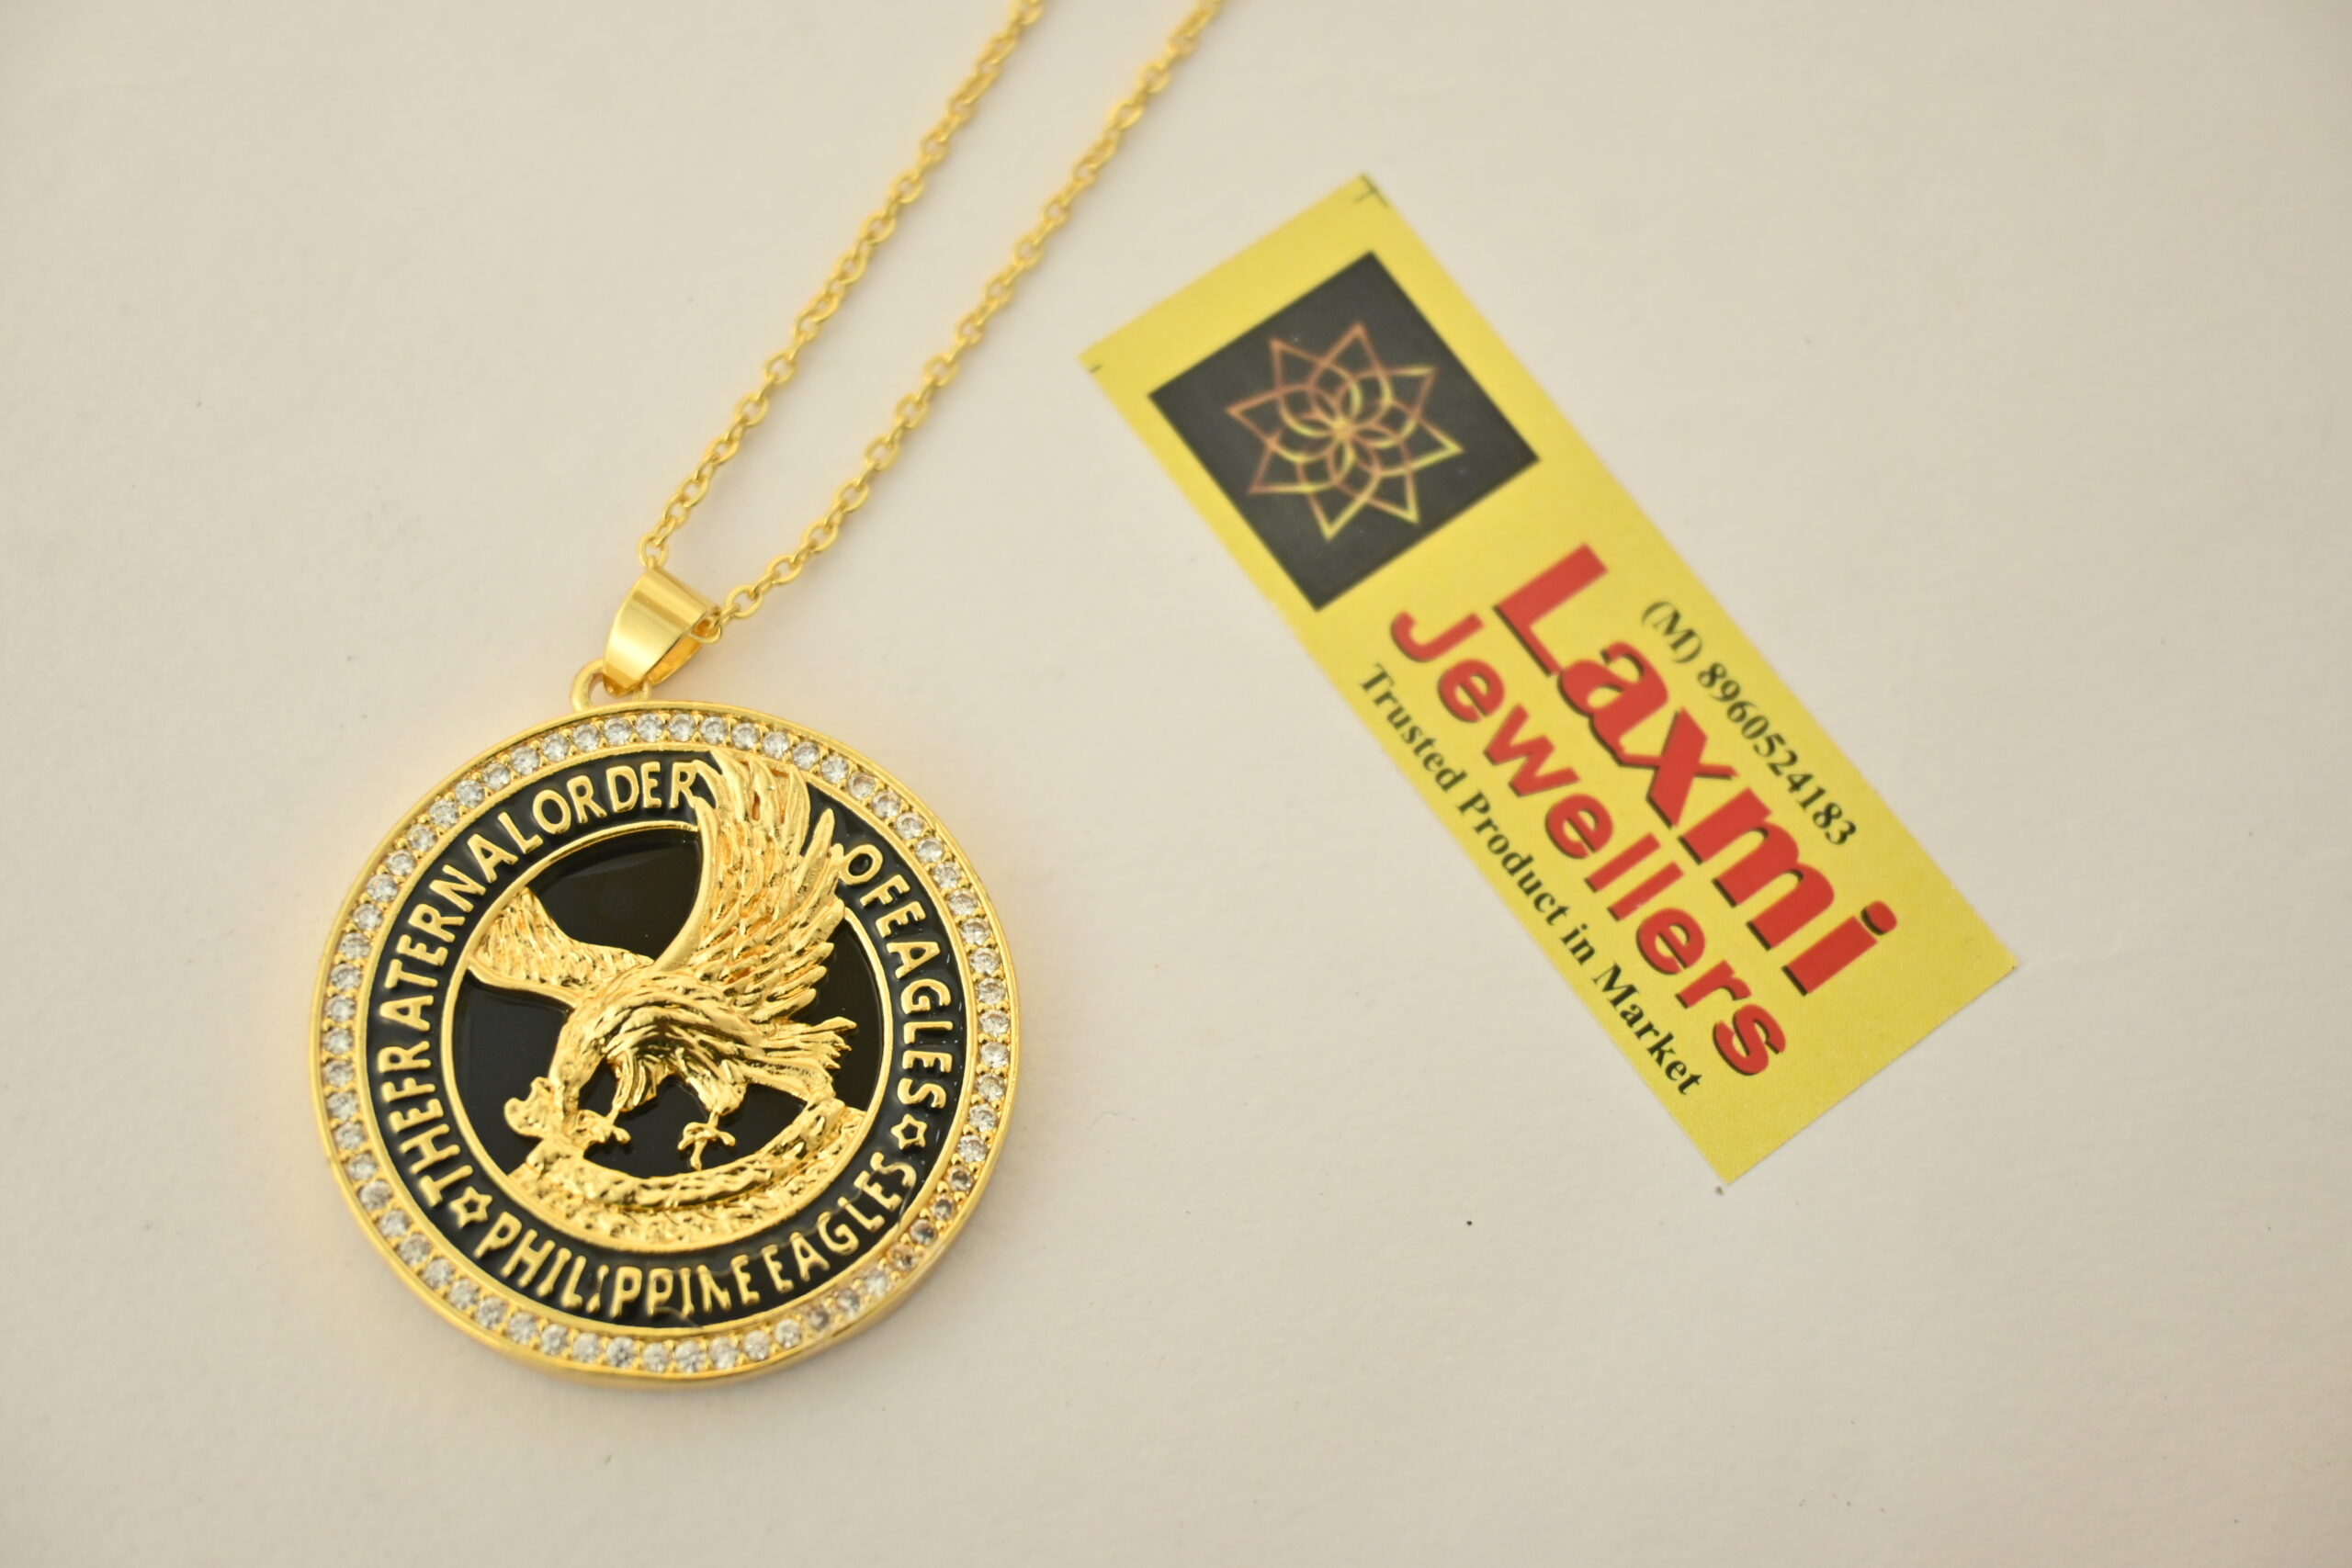 THE FRATERNAL ORDER OF EAGLES
PHILIPPINE EAGLES
(M) 8960524183
Laxmi
Jewellers
Trusted Product in Market